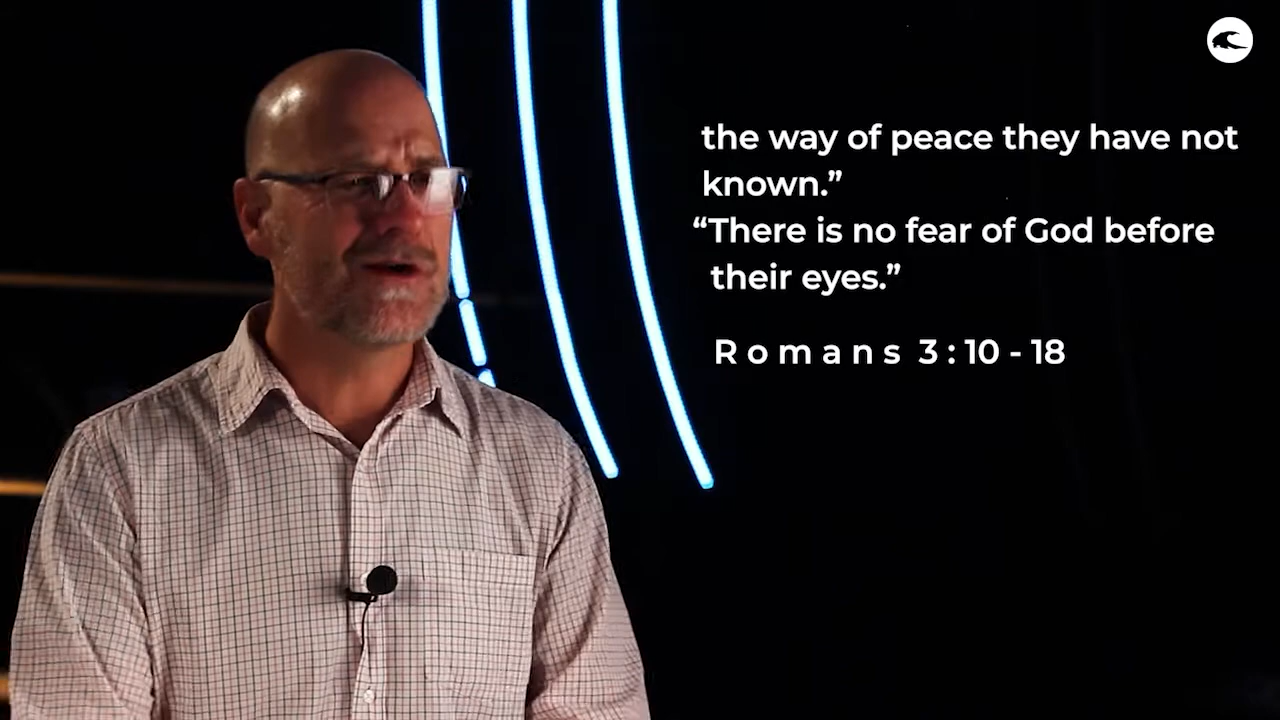 the way of peace they have not
known.”
“There is no fear of God before
their eyes.”
Romans 3:10-18